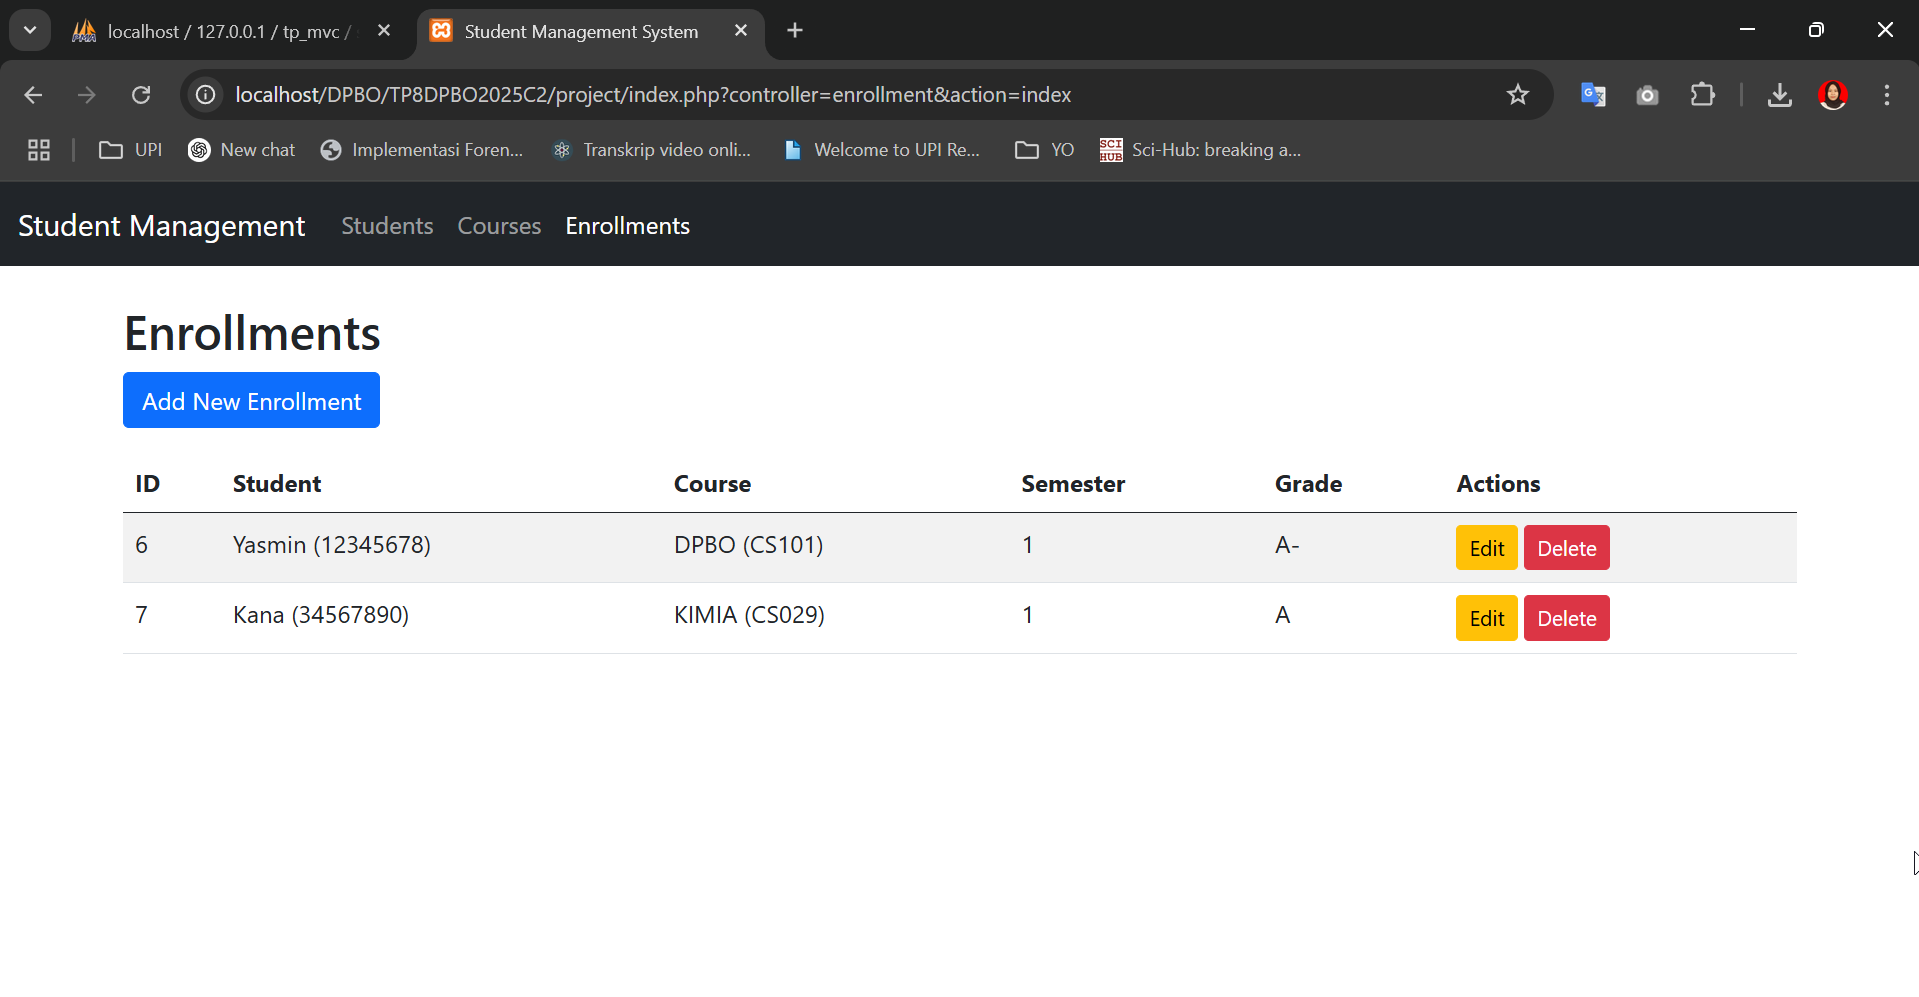 localhost / 127.0.0.1 / tp_mvc /
Student Management System
localhost/DPBO/TP8DPBO2025C2/project/index.php?controller=enrollment&action=index
UPI
New chat
Implementasi Foren...
Transkrip video onli...
Welcome to UPI Re...
YO
SCI HUB
Sci-Hub: breaking a...
Student Management Students Courses Enrollments
Enrollments
Add New Enrollment
ID Student Course Semester Grade Actions
6 Yasmin (12345678) DPBO (CS101) 1 A- Edit Delete
7 Kana (34567890) KIMIA (CS029) 1 A Edit Delete